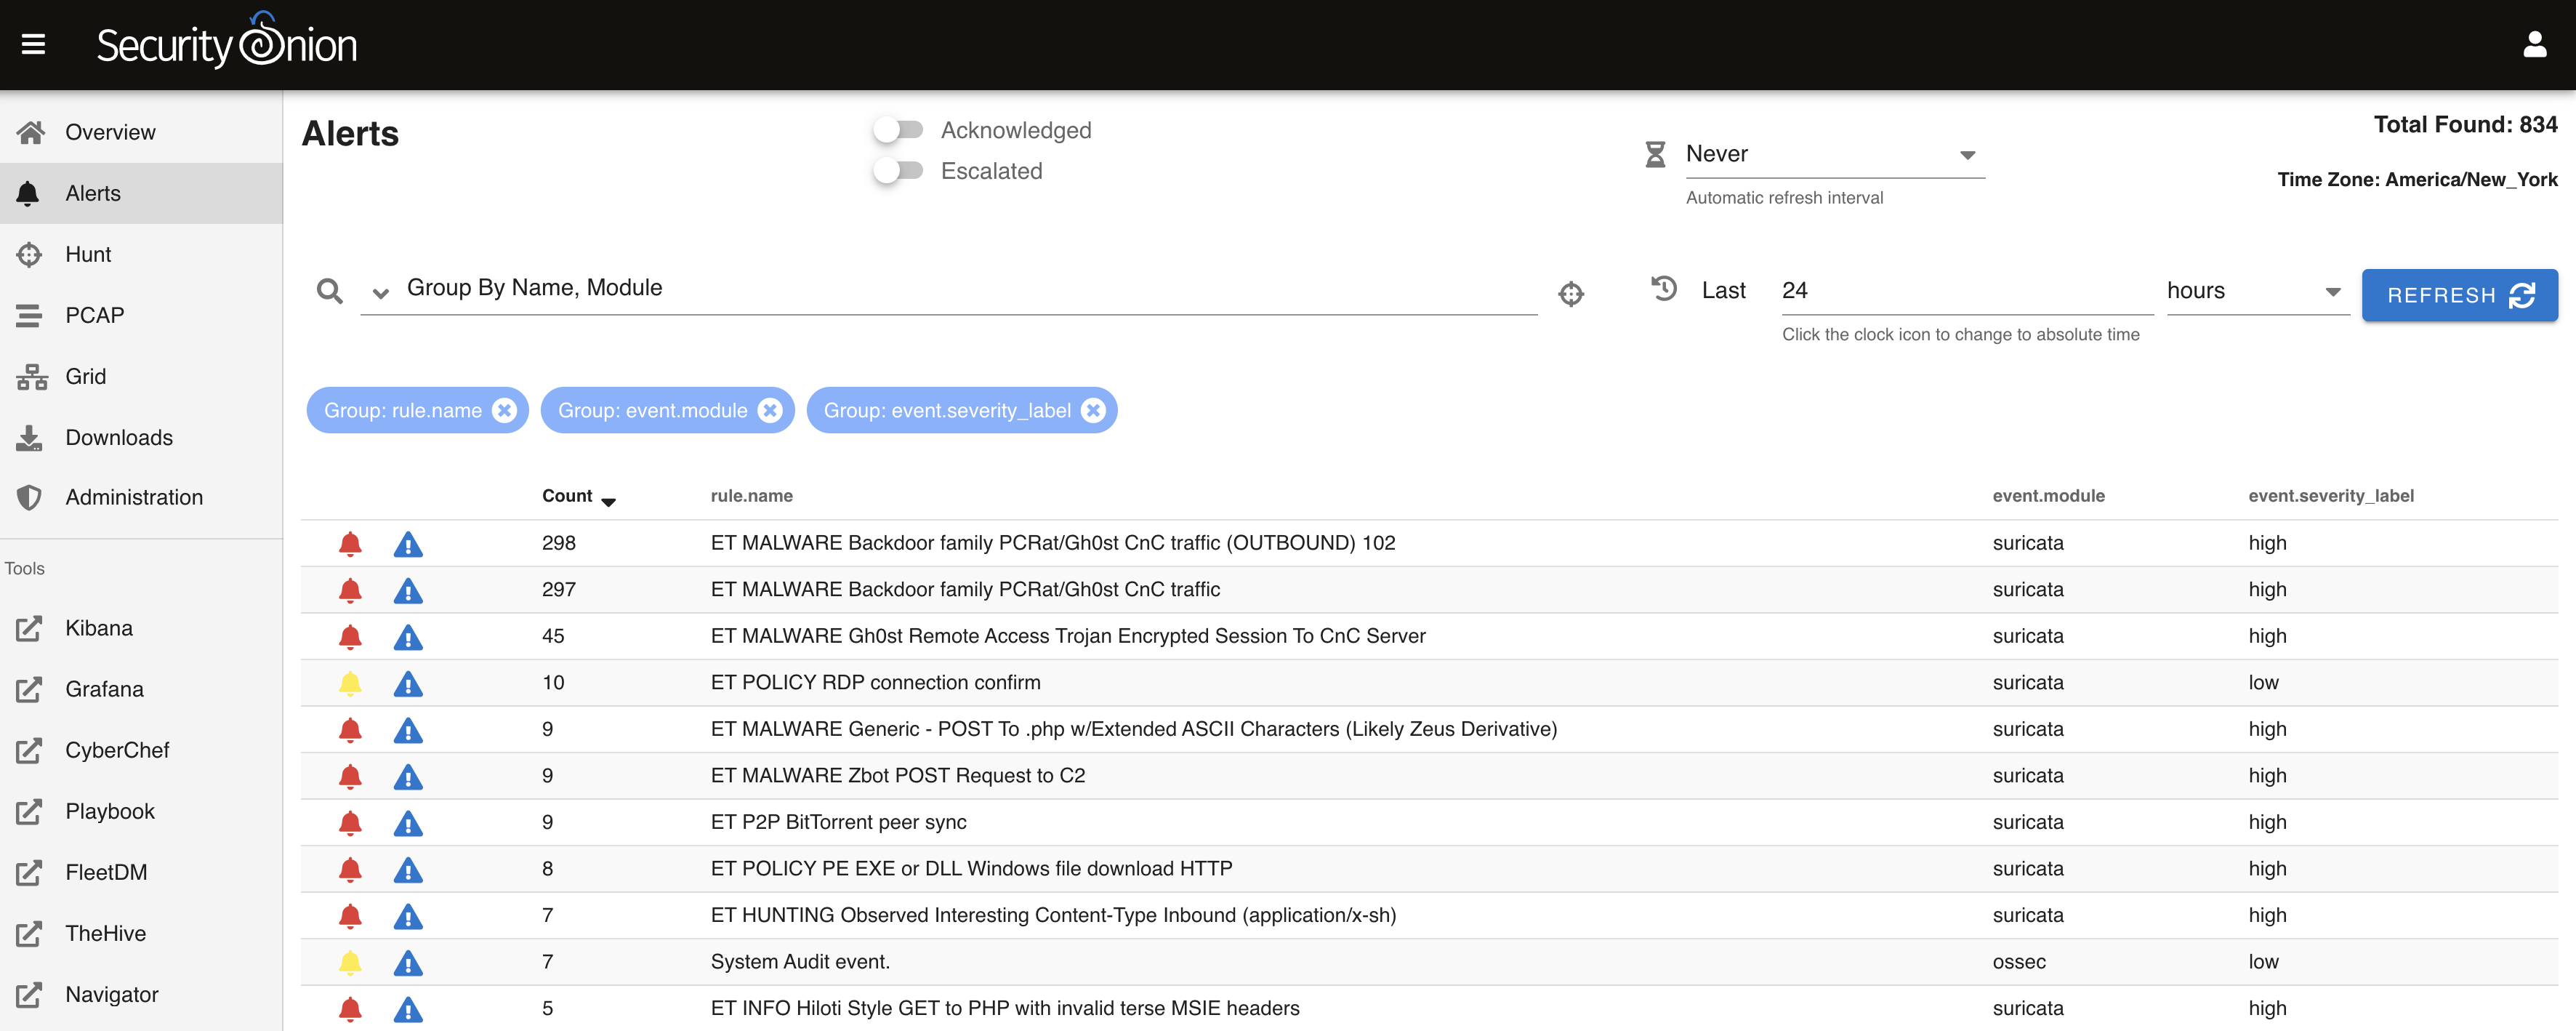 Security Onion
Overview
Alerts
Hunt
PCAP
Grid
Downloads
Administration
Tools
Kibana
Grafana
CyberChef
Playbook
FleetDM
TheHive
Navigator
Alerts
Acknowledged
Escalated
Never
Automatic refresh interval
Total Found: 834
Time Zone: America/New_York
Group By Name, Module
Last 24 hours REFRESH
Click the clock icon to change to absolute time
Group: rule.name Group: event.module Group: event.severity_label
Count rule.name event.module event.severity_label
298 ET MALWARE Backdoor family PCRat/Gh0st CnC traffic (OUTBOUND) 102 suricata high
297 ET MALWARE Backdoor family PCRat/Gh0st CnC traffic suricata high
45 ET MALWARE Gh0st Remote Access Trojan Encrypted Session To CnC Server suricata high
10 ET POLICY RDP connection confirm suricata low
9 ET MALWARE Generic - POST To .php w/Extended ASCII Characters (Likely Zeus Derivative) suricata high
9 ET MALWARE Zbot POST Request to C2 suricata high
9 ET P2P BitTorrent peer sync suricata high
8 ET POLICY PE EXE or DLL Windows file download HTTP suricata high
7 ET HUNTING Observed Interesting Content-Type Inbound (application/x-sh) suricata high
7 System Audit event. ossec low
5 ET INFO Hiloti Style GET to PHP with invalid terse MSIE headers suricata high